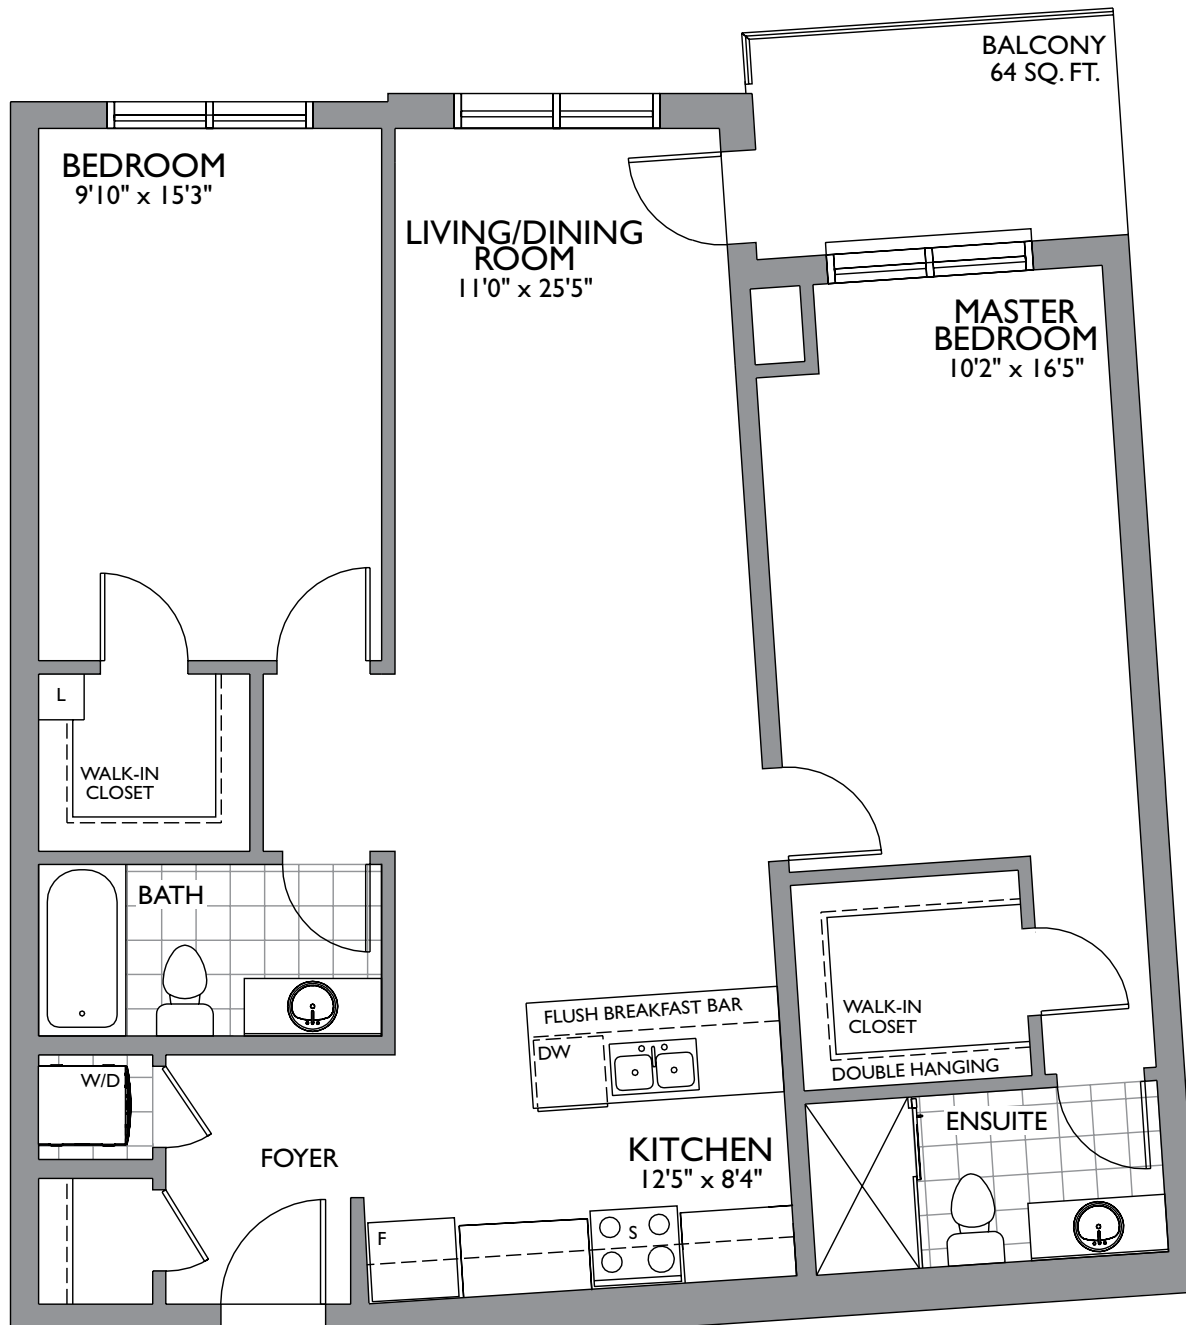 BALCONY
64 SQ. FT.
BEDROOM
9'10" x 15'3"
LIVING/DINING
ROOM
11'0" x 25'5"
MASTER
BEDROOM
10'2" x 16'5"
L
WALK-IN
CLOSET
BATH
FLUSH BREAKFAST BAR
DW
WALK-IN
CLOSET
DOUBLE HANGING
W/D
ENSUITE
FOYER
KITCHEN
12'5" x 8'4"
F
S